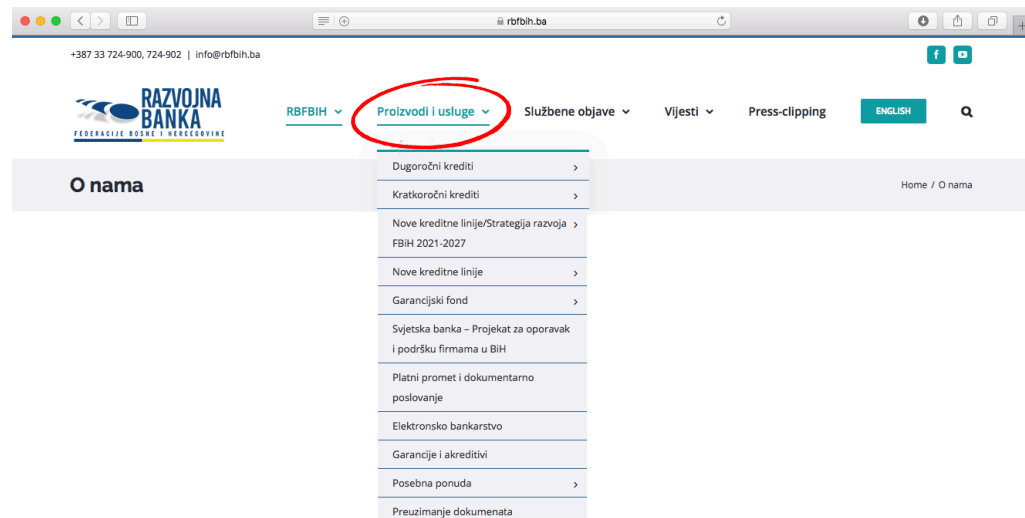 rbfbih.ba
+387 33 724-900, 724-902 | info@rbfbih.ba
RAZVOJNA
BANKA
FEDERACIJE BOSNE I HERCEGOVINE
RBFBIH Proizvodi i usluge Službene objave Vijesti Press-clipping ENGLISH
O nama
Home / O nama
Dugoročni krediti
Kratkoročni krediti
Nove kreditne linije/Strategija razvoja
FBiH 2021-2027
Nove kreditne linije
Garancijski fond
Svjetska banka – Projekat za oporavak
i podršku firmama u BiH
Platni promet i dokumentarno
poslovanje
Elektronsko bankarstvo
Garancije i akreditivi
Posebna ponuda
Preuzimanje dokumenata